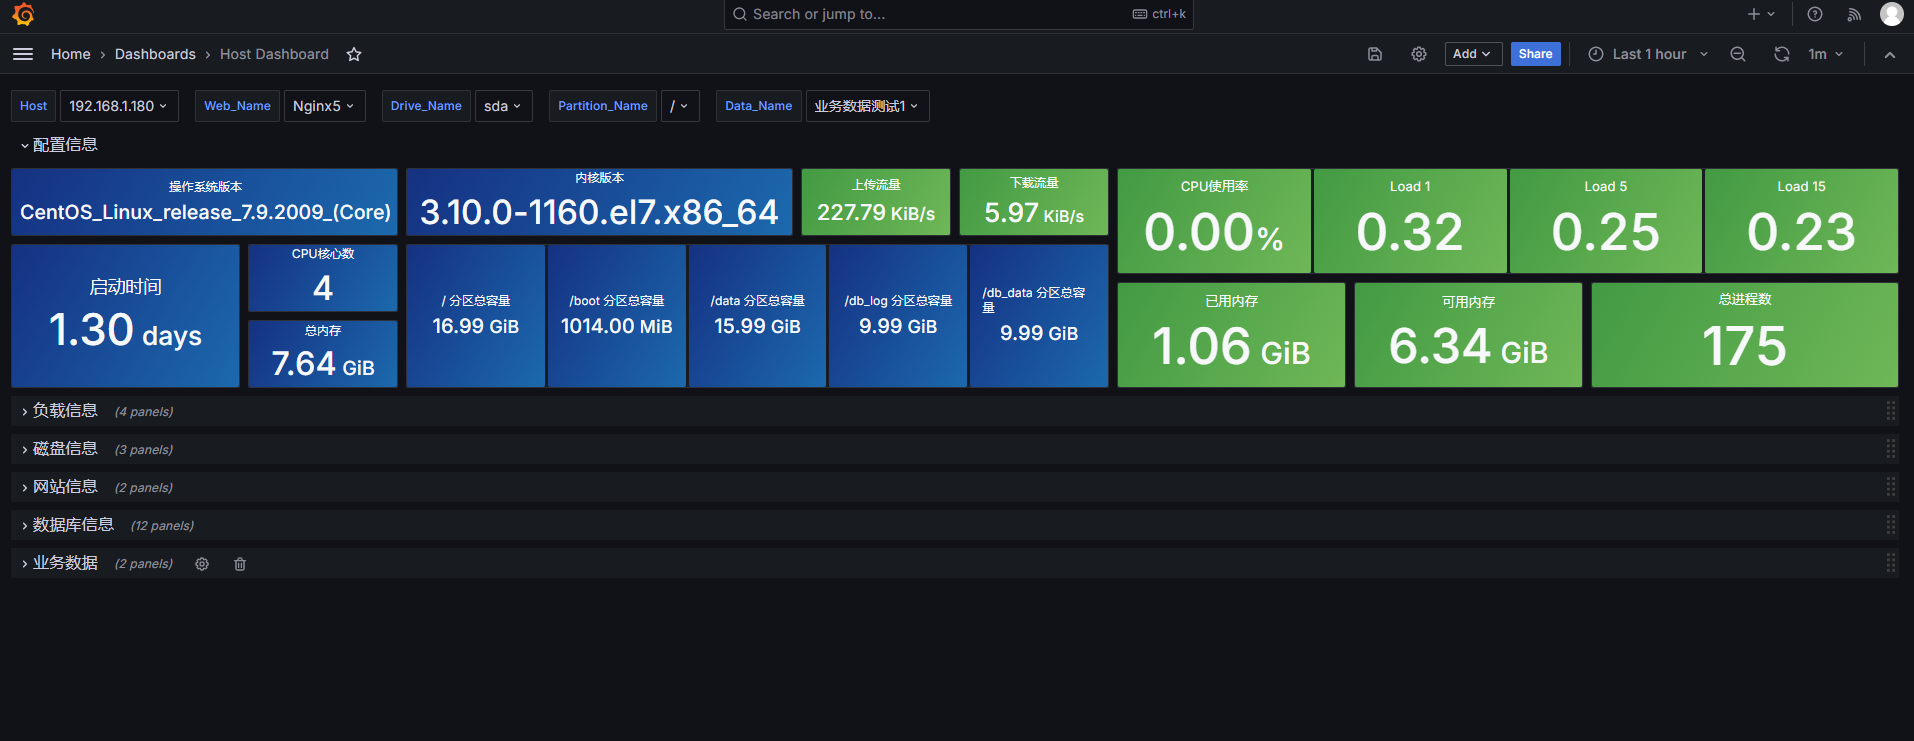 Search or jump to...
ctrl+k
Home › Dashboards › Host Dashboard
Add
Share
Last 1 hour
1m
Host
192.168.1.180
Web_Name
Nginx5
Drive_Name
sda
Partition_Name
/
Data_Name
业务数据测试1
配置信息
操作系统版本
CentOS_Linux_release_7.9.2009_(Core)
内核版本
3.10.0-1160.el7.x86_64
上传流量
227.79 KiB/s
下载流量
5.97 KiB/s
CPU使用率
0.00%
Load 1
0.32
Load 5
0.25
Load 15
0.23
启动时间
1.30 days
CPU核心数
4
总内存
7.64 GiB
/ 分区总容量
16.99 GiB
/boot 分区总容量
1014.00 MiB
/data 分区总容量
15.99 GiB
/db_log 分区总容量
9.99 GiB
/db_data 分区总容
量
9.99 GiB
已用内存
1.06 GiB
可用内存
6.34 GiB
总进程数
175
负载信息 (4 panels)
磁盘信息 (3 panels)
网站信息 (2 panels)
数据库信息 (12 panels)
业务数据 (2 panels)